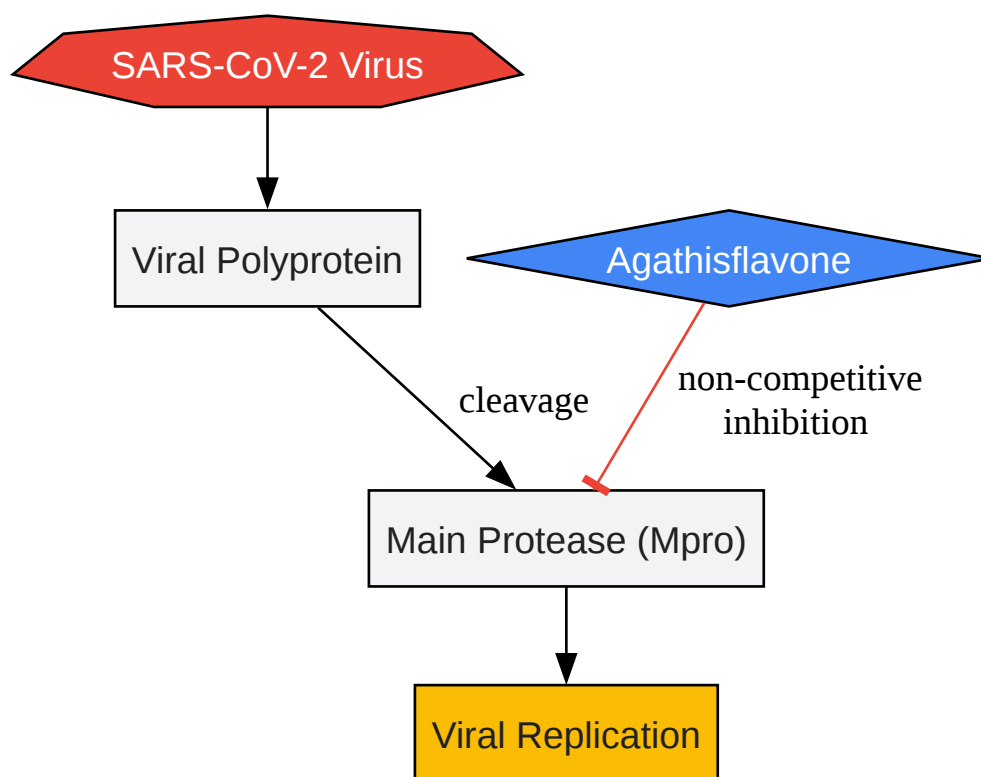 SARS-CoV-2 Virus
Viral Polyprotein
Agathisflavone
cleavage
non-competitive
inhibition
Main Protease (Mpro)
Viral Replication